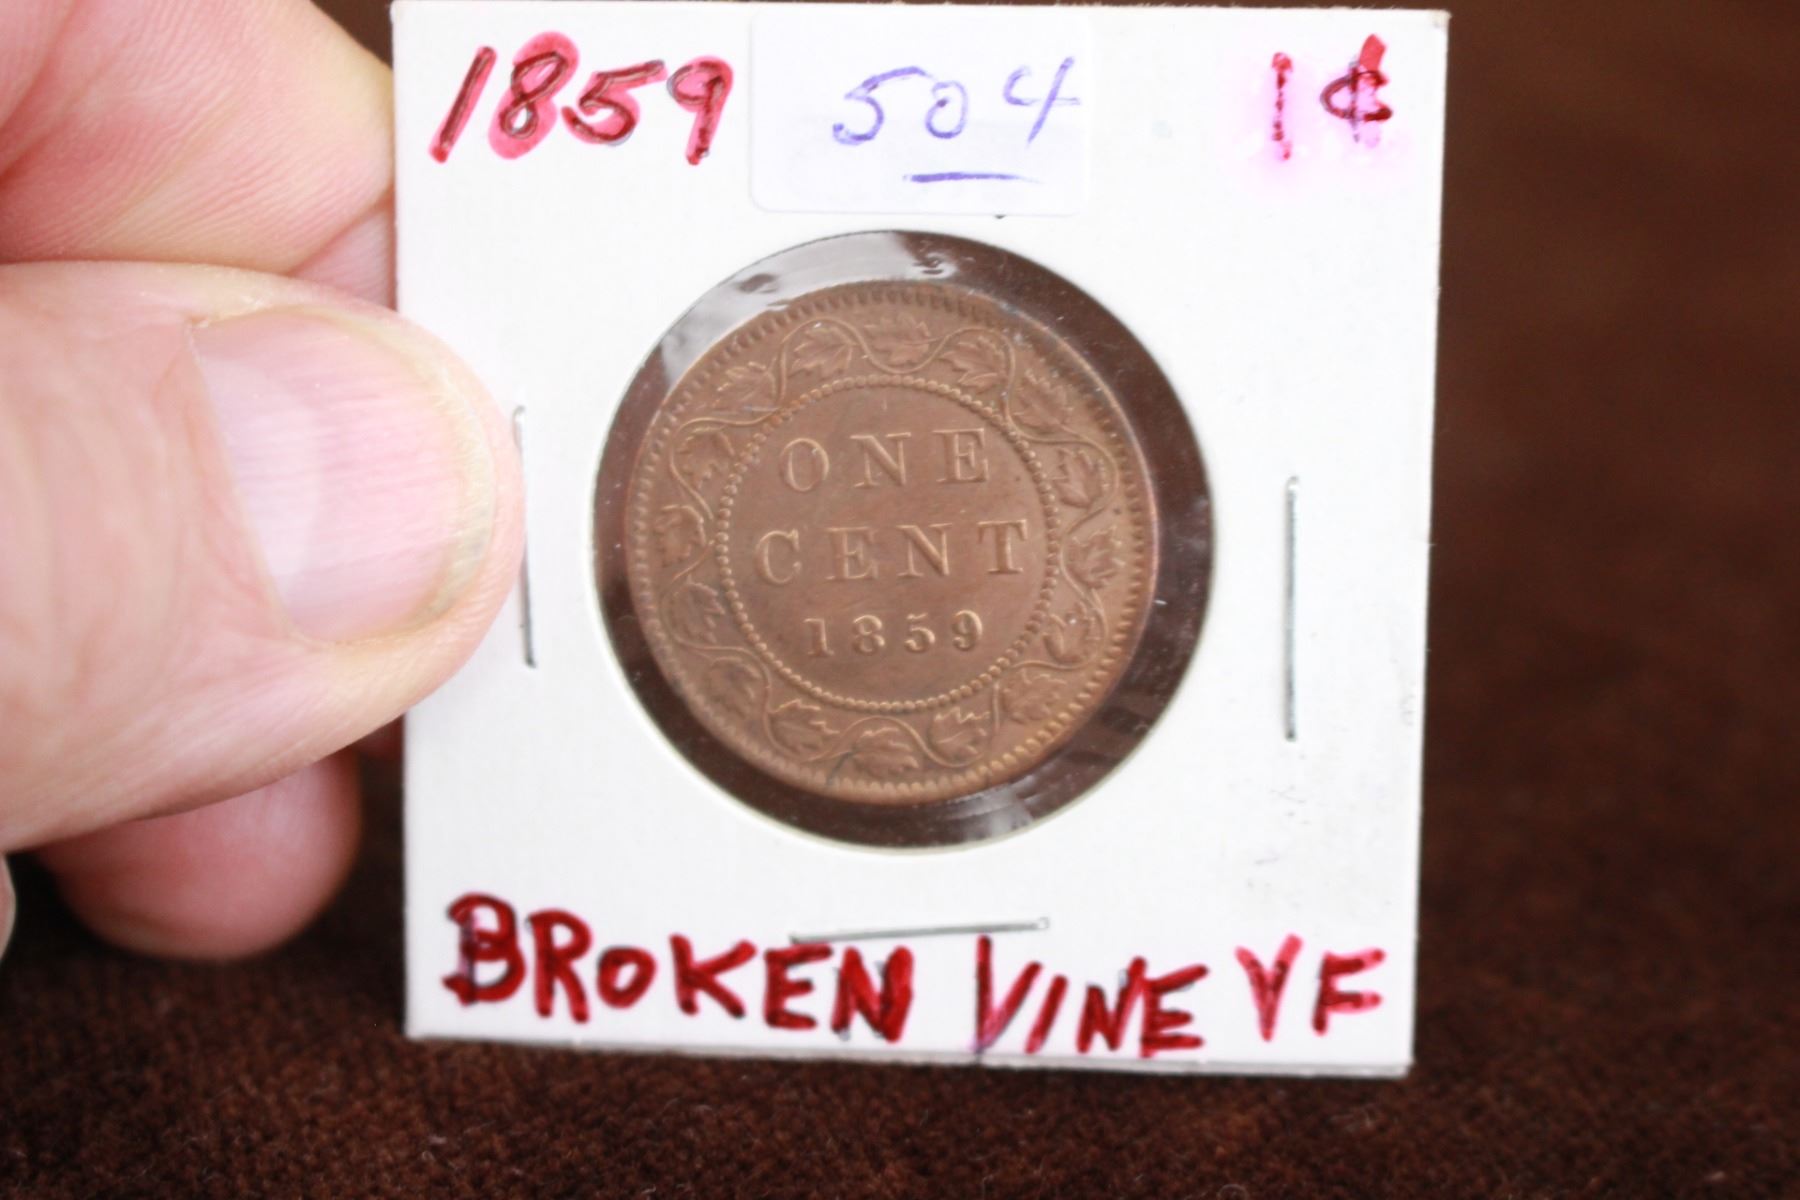 1859 504 1¢
ONE
CENT
1859
BROKEN VINE VF